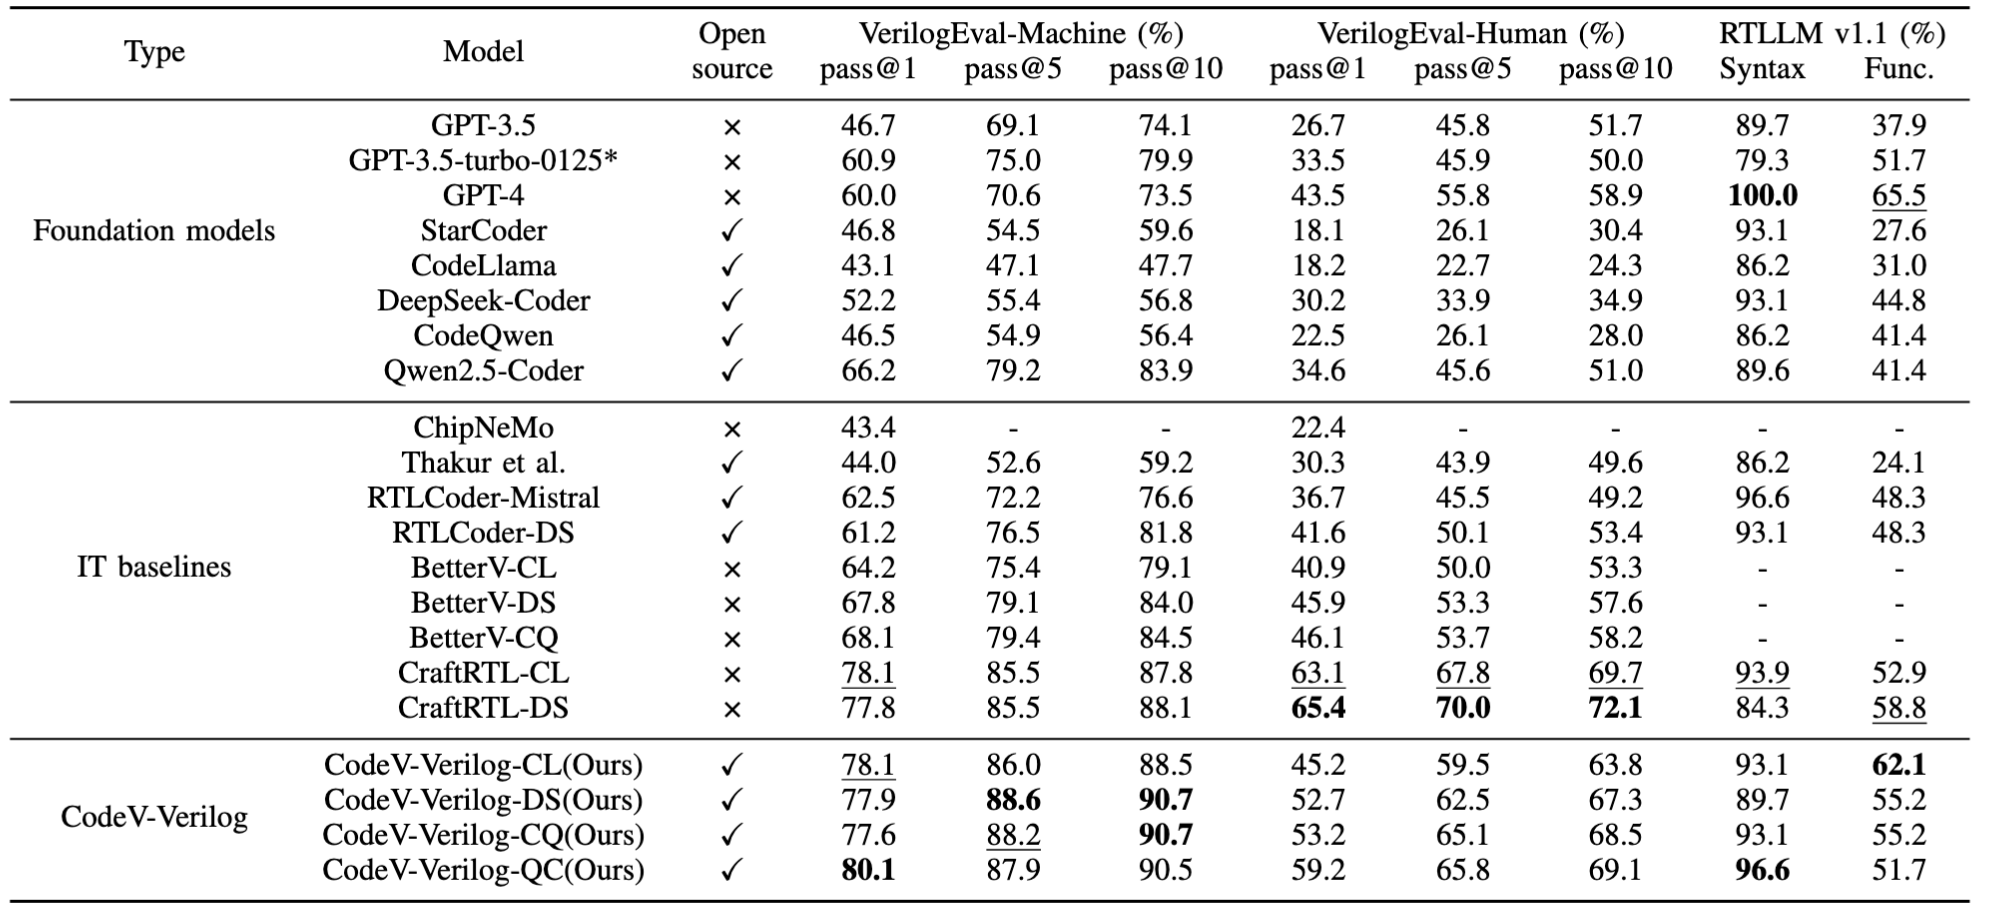 Type Model Open source VerilogEval-Machine (%) VerilogEval-Human (%) RTLLM v1.1 (%)
pass@1 pass@5 pass@10 pass@1 pass@5 pass@10 Syntax Func.
GPT-3.5 × 46.7 69.1 74.1 26.7 45.8 51.7 89.7 37.9
GPT-3.5-turbo-0125* × 60.9 75.0 79.9 33.5 45.9 50.0 79.3 51.7
GPT-4 × 60.0 70.6 73.5 43.5 55.8 58.9 100.0 65.5
Foundation models StarCoder ✓ 46.8 54.5 59.6 18.1 26.1 30.4 93.1 27.6
CodeLlama ✓ 43.1 47.1 47.7 18.2 22.7 24.3 86.2 31.0
DeepSeek-Coder ✓ 52.2 55.4 56.8 30.2 33.9 34.9 93.1 44.8
CodeQwen ✓ 46.5 54.9 56.4 22.5 26.1 28.0 86.2 41.4
Qwen2.5-Coder ✓ 66.2 79.2 83.9 34.6 45.6 51.0 89.6 41.4
ChipNeMo × 43.4 - - 22.4 - - - -
Thakur et al. ✓ 44.0 52.6 59.2 30.3 43.9 49.6 86.2 24.1
RTLCoder-Mistral ✓ 62.5 72.2 76.6 36.7 45.5 49.2 96.6 48.3
RTLCoder-DS ✓ 61.2 76.5 81.8 41.6 50.1 53.4 93.1 48.3
IT baselines BetterV-CL × 64.2 75.4 79.1 40.9 50.0 53.3 - -
BetterV-DS × 67.8 79.1 84.0 45.9 53.3 57.6 - -
BetterV-CQ × 68.1 79.4 84.5 46.1 53.7 58.2 - -
CraftRTL-CL × 78.1 85.5 87.8 63.1 67.8 69.7 93.9 52.9
CraftRTL-DS × 77.8 85.5 88.1 65.4 70.0 72.1 84.3 58.8
CodeV-Verilog-CL(Ours) ✓ 78.1 86.0 88.5 45.2 59.5 63.8 93.1 62.1
CodeV-Verilog-DS(Ours) ✓ 77.9 88.6 90.7 52.7 62.5 67.3 89.7 55.2
CodeV-Verilog CodeV-Verilog-CQ(Ours) ✓ 77.6 88.2 90.7 53.2 65.1 68.5 93.1 55.2
CodeV-Verilog-QC(Ours) ✓ 80.1 87.9 90.5 59.2 65.8 69.1 96.6 51.7